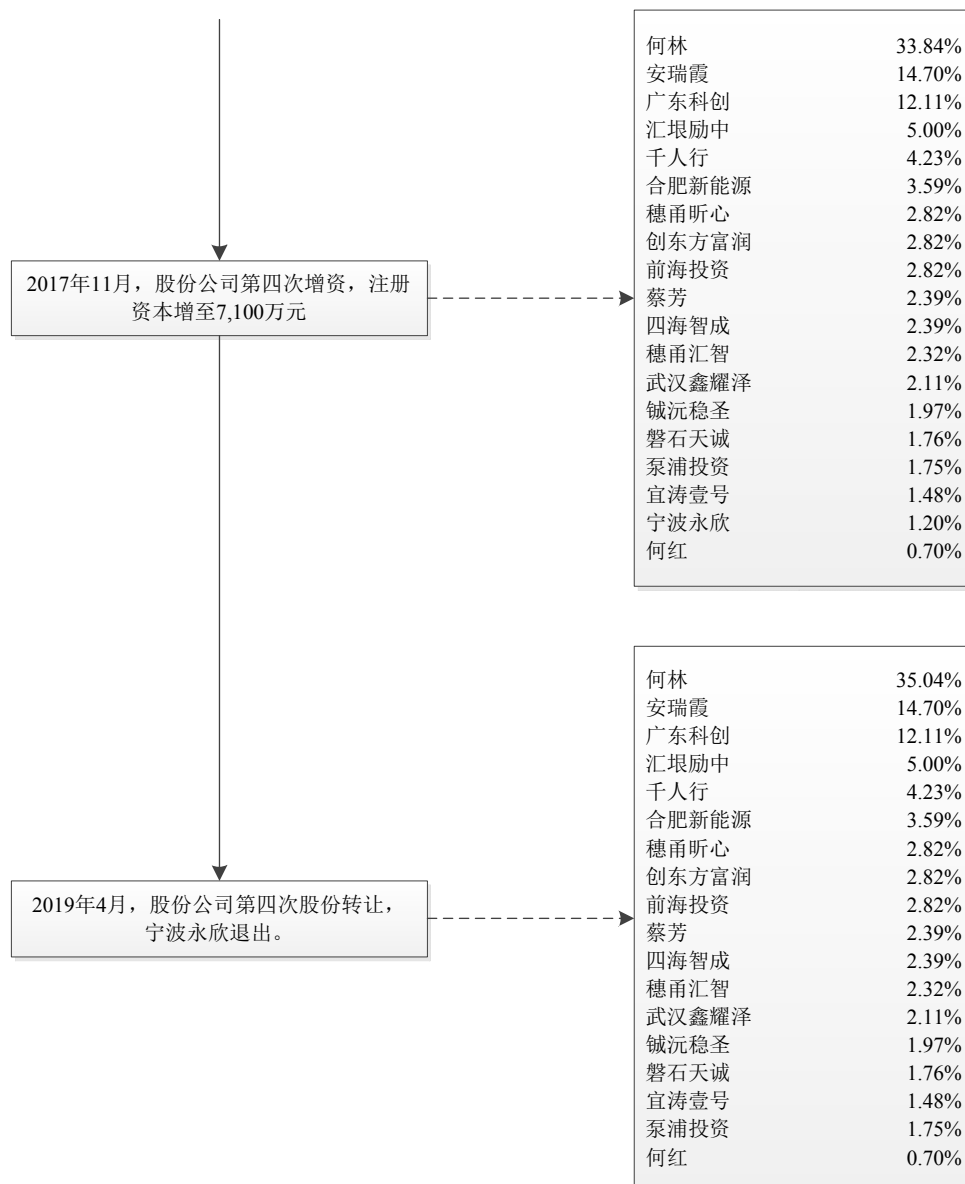 何林 33.84%
安瑞霞 14.70%
广东科创 12.11%
汇垠励中 5.00%
千人行 4.23%
合肥新能源 3.59%
穗甬昕心 2.82%
创东方富润 2.82%
前海投资 2.82%
蔡芳 2.39%
四海智成 2.39%
穗甬汇智 2.32%
武汉鑫耀泽 2.11%
铖沅稳圣 1.97%
磐石天诚 1.76%
泵浦投资 1.75%
宜涛壹号 1.48%
宁波永欣 1.20%
何红 0.70%
2017年11月，股份公司第四次增资，注册
资本增至7,100万元
何林 35.04%
安瑞霞 14.70%
广东科创 12.11%
汇垠励中 5.00%
千人行 4.23%
合肥新能源 3.59%
穗甬昕心 2.82%
创东方富润 2.82%
前海投资 2.82%
蔡芳 2.39%
四海智成 2.39%
穗甬汇智 2.32%
武汉鑫耀泽 2.11%
铖沅稳圣 1.97%
磐石天诚 1.76%
宜涛壹号 1.48%
泵浦投资 1.75%
何红 0.70%
2019年4月，股份公司第四次股份转让，
宁波永欣退出。